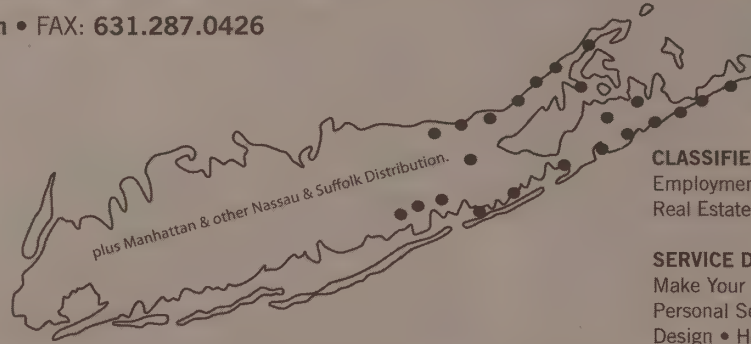 • FAX: 631.287.0426
plus Manhattan & other Nassau & Suffolk Distribution.
CLASSIFIE
Employmen
Real Estate
SERVICE D
Make Your
Personal Se
Design • H